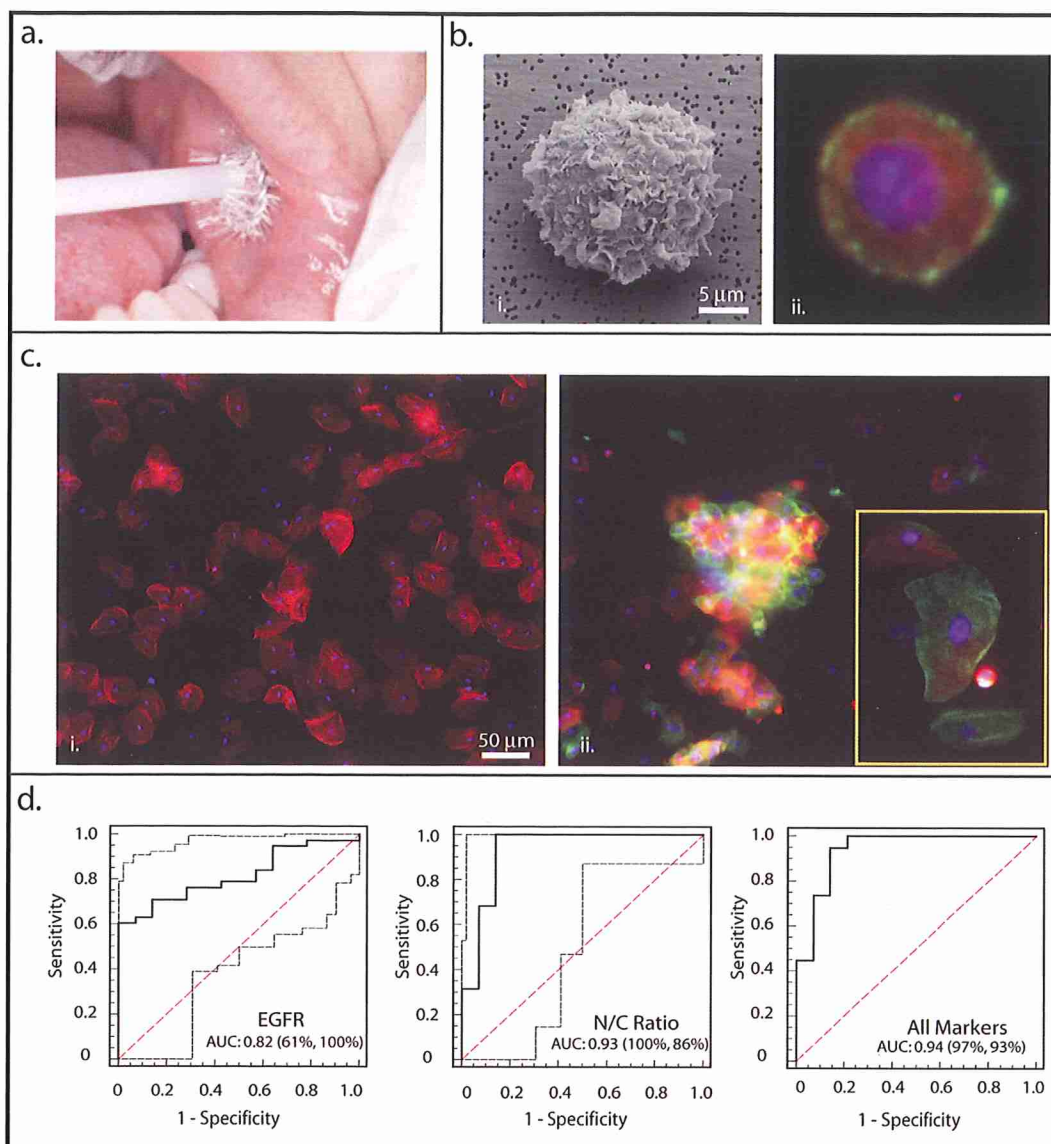 a.
b.
i.
5 μm
ii.
c.
i.
50 μm
ii.
d.
1.0
0.8
0.6
0.4
0.2
0
Sensitivity
EGFR
AUC: 0.82 (61%, 100%)
0 0.2 0.4 0.6 0.8 1.0
1 - Specificity
1.0
0.8
0.6
0.4
0.2
0
Sensitivity
N/C Ratio
AUC: 0.93 (100%, 86%)
0 0.2 0.4 0.6 0.8 1.0
1 - Specificity
1.0
0.8
0.6
0.4
0.2
0
Sensitivity
All Markers
AUC: 0.94 (97%, 93%)
0 0.2 0.4 0.6 0.8 1.0
1 - Specificity